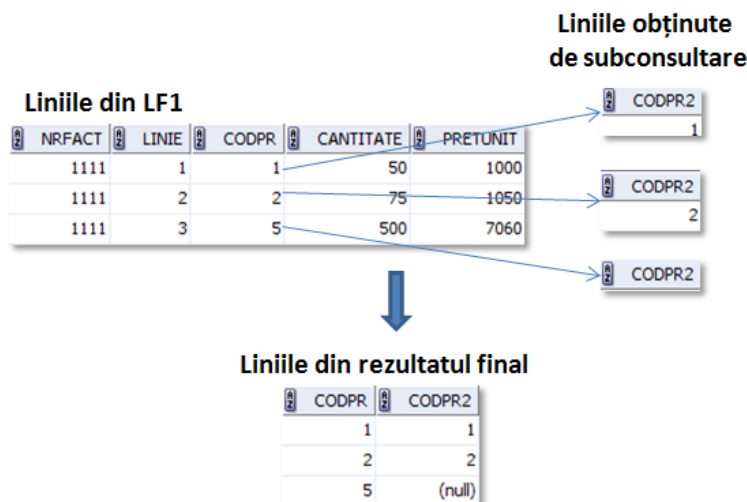 Liniile obținute
de subconsultare
Liniile din LF1
NRFACT LINIE CODPR CANTITATE PRETUNIT
1111 1 1 50 1000
1111 2 2 75 1050
1111 3 5 500 7060
CODPR2
1
CODPR2
2
CODPR2
Liniile din rezultatul final
CODPR CODPR2
1 1
2 2
5 (null)